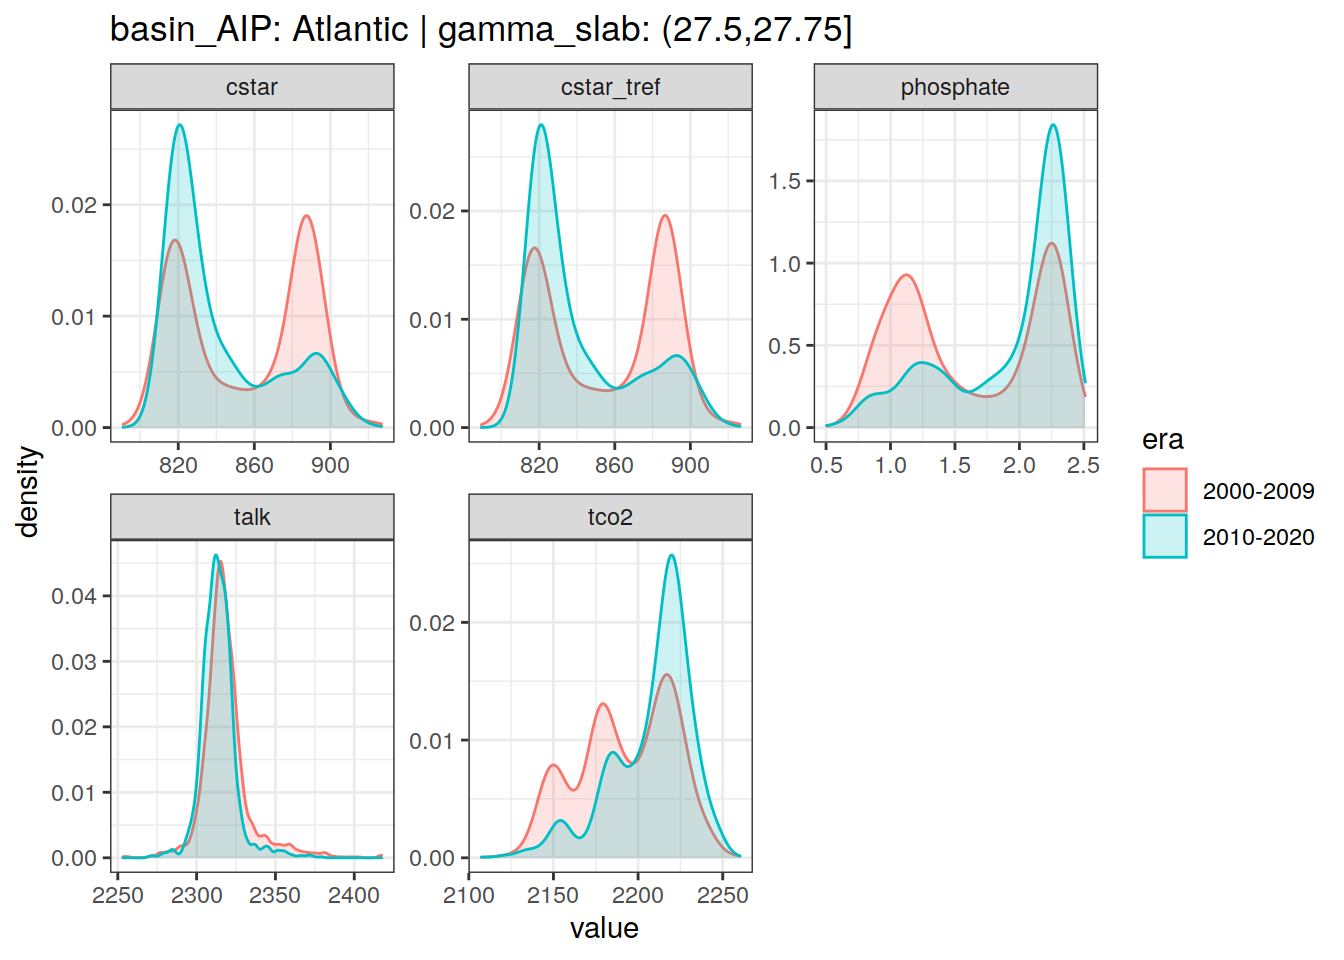 basin_AIP: Atlantic | gamma_slab: (27.5,27.75]
cstar
cstar_tref
phosphate
0.02
0.01
0.00
820 860 900
0.02
0.01
0.00
820 860 900
1.5
1.0
0.5
0.0
0.5 1.0 1.5 2.0 2.5
talk
tco2
0.04
0.03
0.02
0.01
0.00
2250 2300 2350 2400
0.02
0.01
0.00
2100 2150 2200 2250
density
value
era
2000-2009
2010-2020